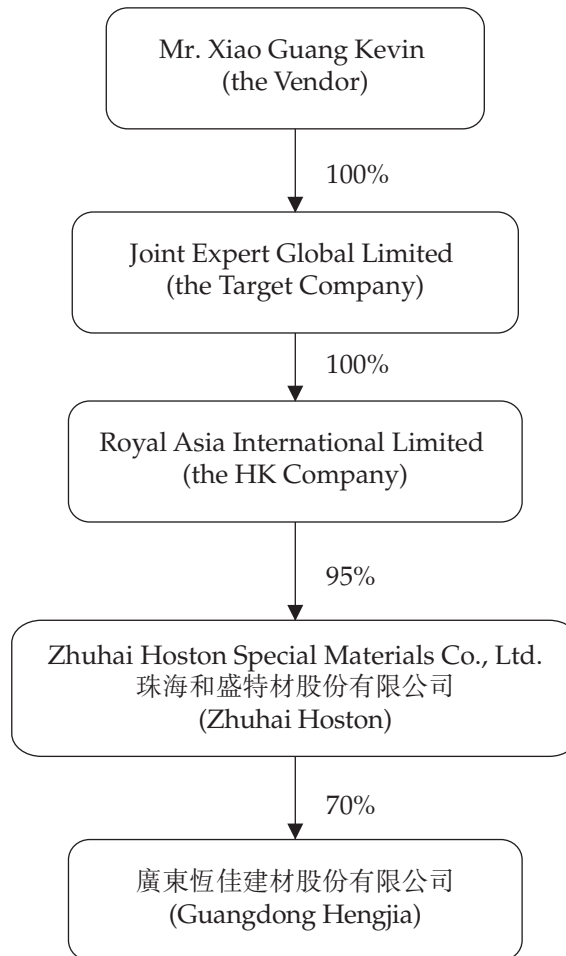 Mr. Xiao Guang Kevin
(the Vendor)
100%
Joint Expert Global Limited
(the Target Company)
100%
Royal Asia International Limited
(the HK Company)
95%
Zhuhai Hoston Special Materials Co., Ltd.
珠海和盛特材股份有限公司
(Zhuhai Hoston)
70%
廣東恆佳建材股份有限公司
(Guangdong Hengjia)